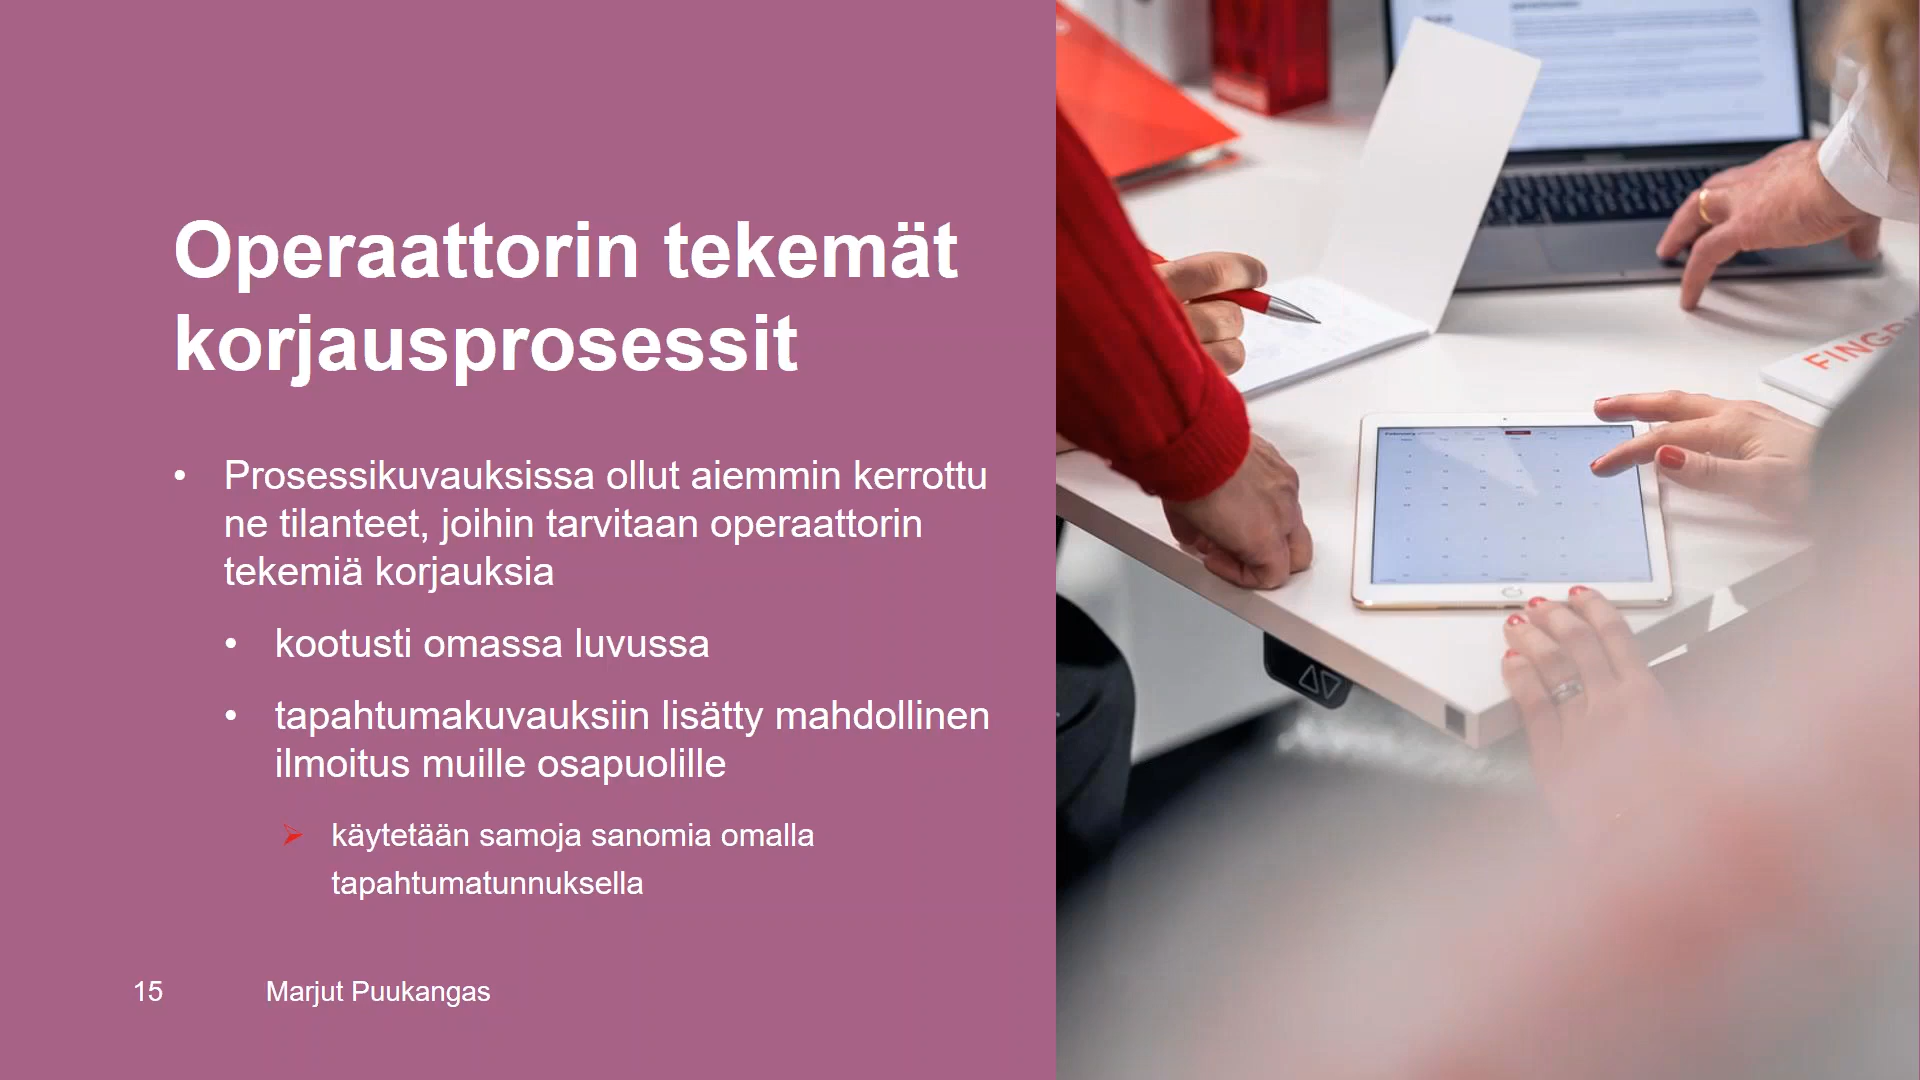 Operaattorin tekemät
korjausprosessit
• Prosessikuvauksissa ollut aiemmin kerrottu
ne tilanteet, joihin tarvitaan operaattorin
tekemiä korjauksia
• kootusti omassa luvussa
• tapahtumakuvauksiin lisätty mahdollinen
ilmoitus muille osapuolille
➢ käytetään samoja sanomia omalla
tapahtumatunnuksella
15 Marjut Puukangas